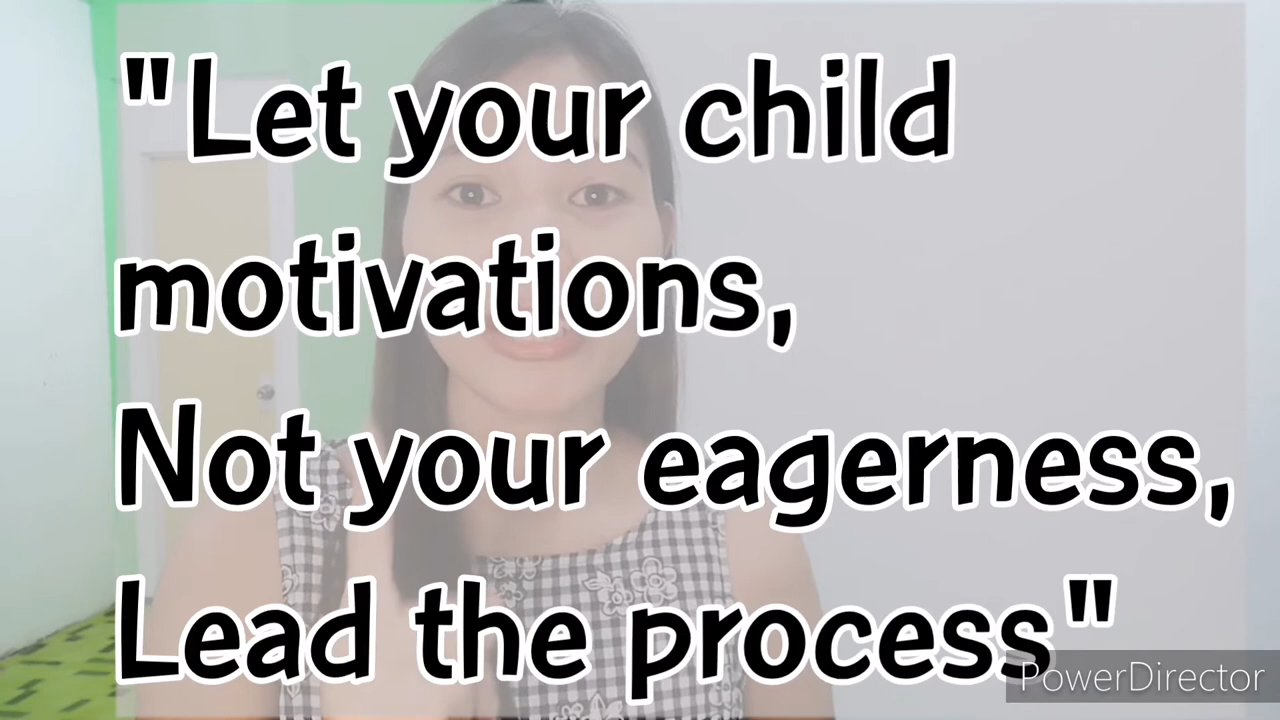 "Let your child
motivations,
Not your eagerness,
Lead the process"
PowerDirector